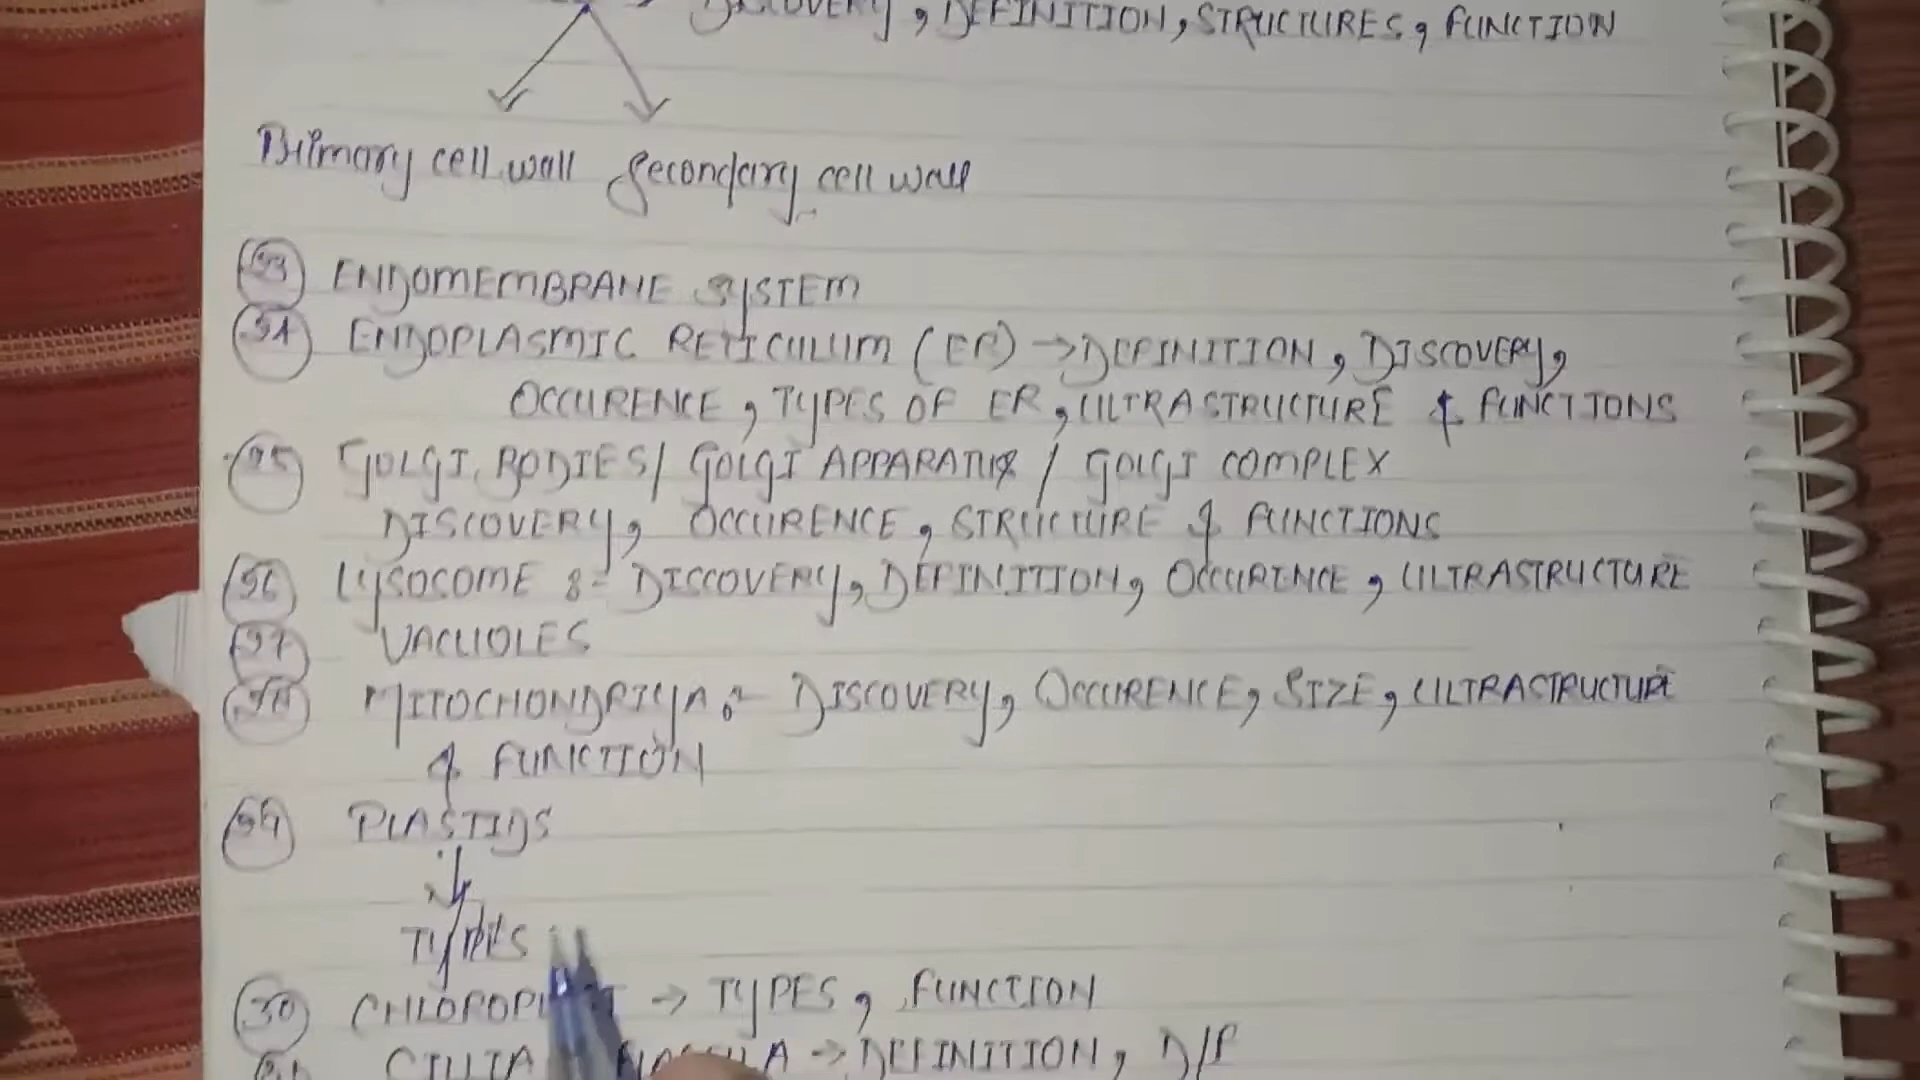 DISCOVERY, DEFINITION, STRUCTURES, FUNCTION
Primary cell wall Secondary cell wall
23 ENDOMEMBRANE SYSTEM
24 ENDOPLASMIC RETICULUM (ER) → DEFINITION, DISCOVERY,
OCCURENCE, TYPES OF ER, ULTRASTRUCTURE & FUNCTIONS
25 GOLGI BODIES/ GOLGI APPARATUS / GOLGI COMPLEX
DISCOVERY, OCCURENCE, STRUCTURE & FUNCTIONS
26 LYSOSOME :- DISCOVERY, DEFINITION, OCCURENCE, ULTRASTRUCTURE
27 VACUOLES
28 MITOCHONDRIYA :- DISCOVERY, OCCURENCE, SIZE, ULTRASTRUCTURE
& FUNCTION
29 PLASTIDS
TYPES
30 → TYPES, FUNCTION
CILIA → DEFINITION, D/F